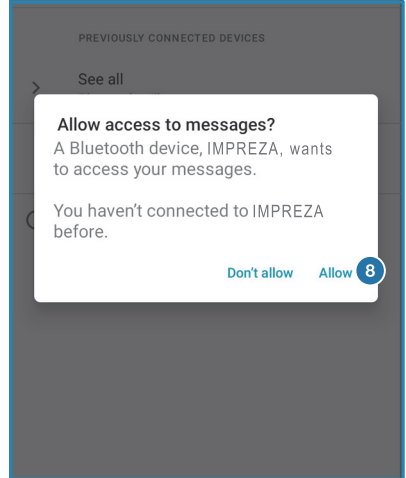 PREVIOUSLY CONNECTED DEVICES
See all
Allow access to messages?
A Bluetooth device, IMPREZA, wants
to access your messages.
You haven't connected to IMPREZA
before.
Don't allow Allow 8